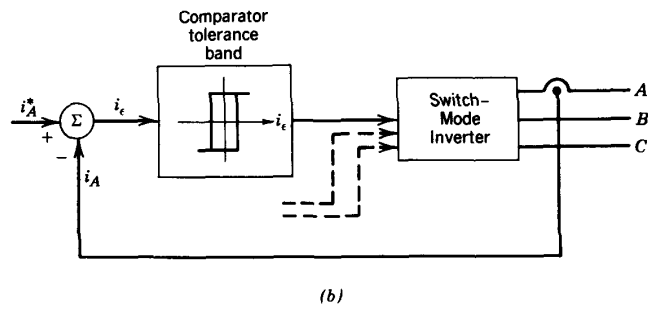 Comparator
tolerance
band
i*A
Σ
iϵ
+
−
iϵ
iA
Switch-
Mode
Inverter
A
B
C
(b)